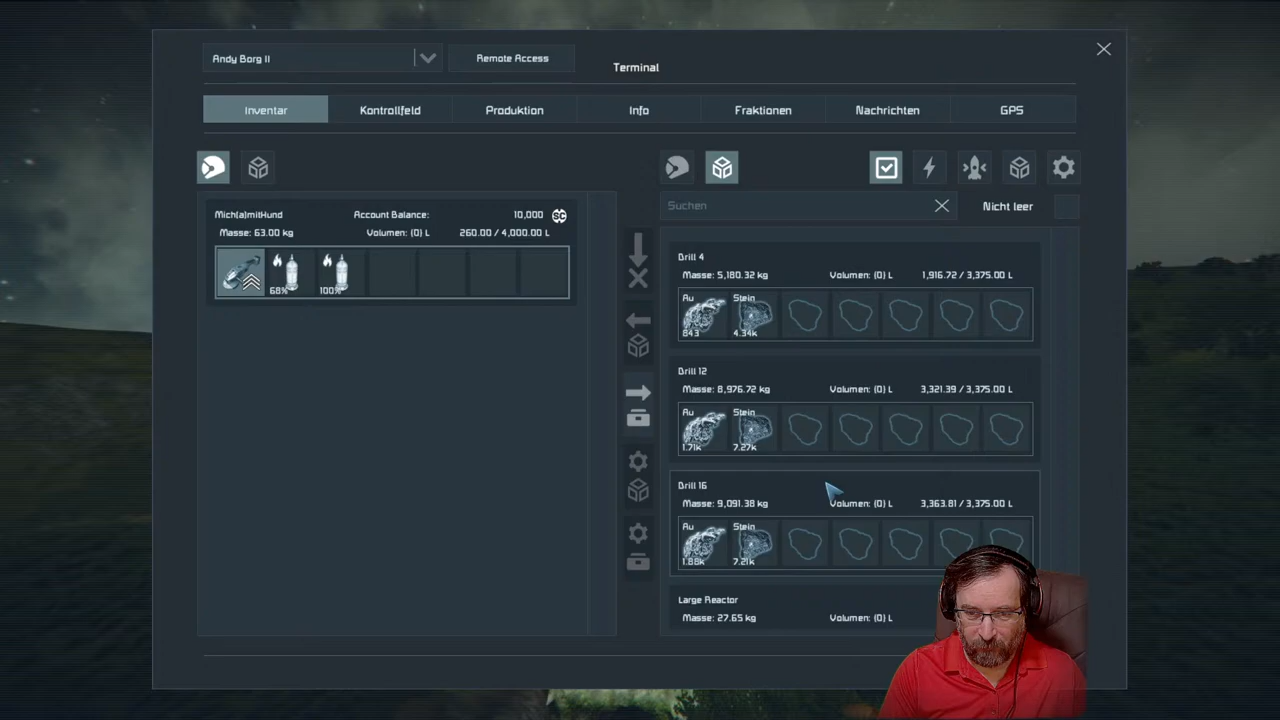 Andy Borg II
Remote Access
Terminal
Inventar
Kontrollfeld
Produktion
Info
Fraktionen
Nachrichten
GPS
Suchen
Nicht leer
Mich(a)mitHund
Account Balance:
10,000
SC
Masse: 63.00 kg
Volumen: (0) L
260.00 / 4,000.00 L
68%
100%
Drill 4
Masse: 5,180.32 kg
Volumen: (0) L
1,916.72 / 3,375.00 L
Au
Stein
843
4.34k
Drill 12
Masse: 8,976.72 kg
Volumen: (0) L
3,321.39 / 3,375.00 L
Au
Stein
1.71k
7.27k
Drill 16
Masse: 9,091.38 kg
Volumen: (0) L
3,363.81 / 3,375.00 L
Au
Stein
1.88k
7.21k
Large Reactor
Masse: 27.65 kg
Volumen: (0) L